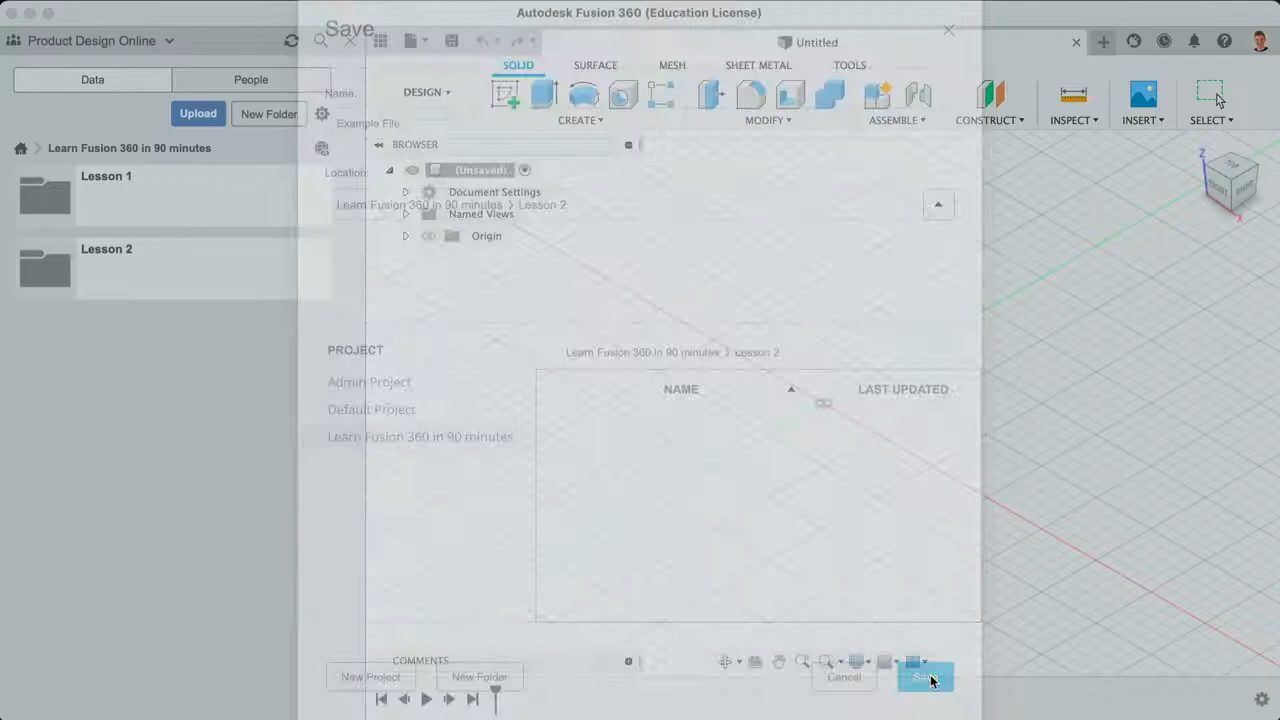 Autodesk Fusion 360 (Education License)
Save
Product Design Online
Untitled
Data
People
SOLID
SURFACE
MESH
SHEET METAL
TOOLS
Name:
DESIGN
Upload
New Folder
Example File
CREATE
MODIFY
ASSEMBLE
CONSTRUCT
INSPECT
INSERT
SELECT
Learn Fusion 360 in 90 minutes
BROWSER
Location:
(Unsaved)
Lesson 1
Document Settings
Learn Fusion 360 in 90 minutes > Lesson 2
Named Views
Origin
Lesson 2
Z
TOP
FRONT
RIGHT
X
PROJECT
Learn Fusion 360 in 90 minutes > Lesson 2
Admin Project
NAME
LAST UPDATED
Default Project
Learn Fusion 360 in 90 minutes
COMMENTS
New Project
New Folder
Cancel
Save